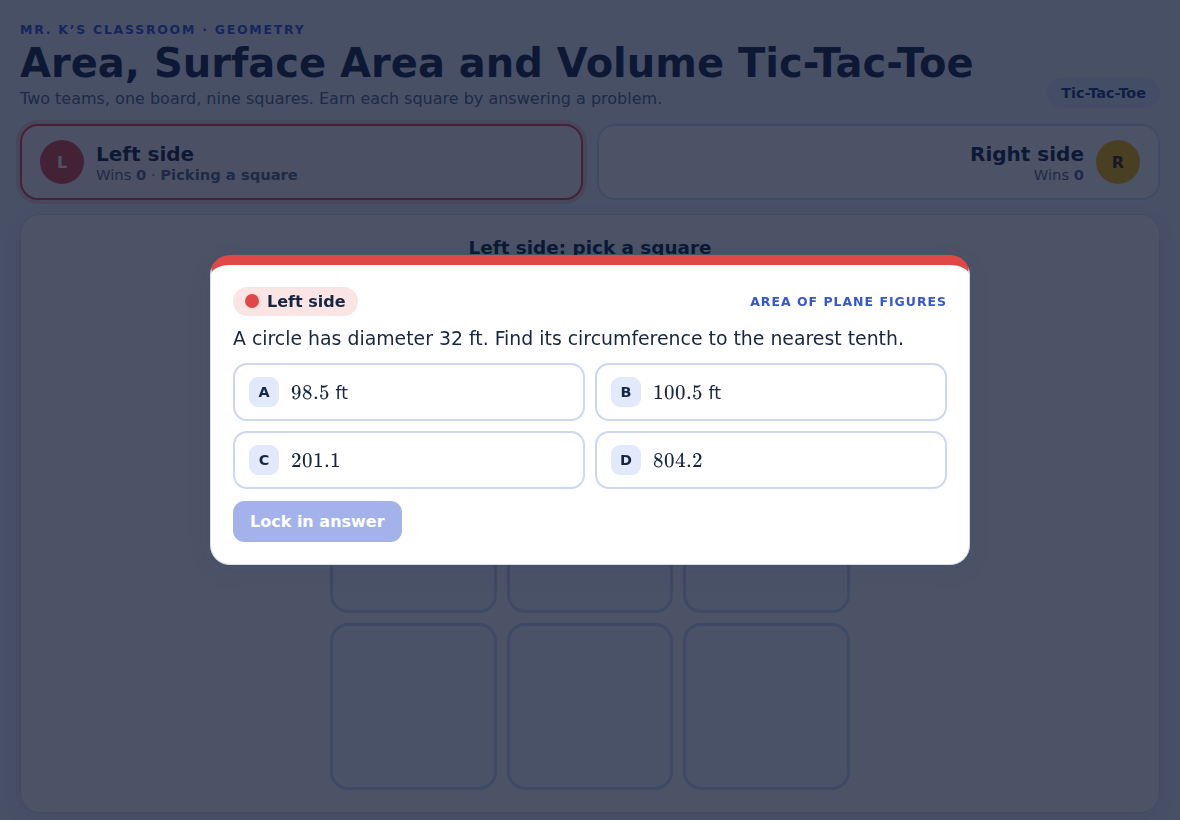 MR. K'S CLASSROOM · GEOMETRY
Area, Surface Area and Volume Tic-Tac-Toe
Two teams, one board, nine squares. Earn each square by answering a problem.
Tic-Tac-Toe
L
Left side
Wins 0 · Picking a square
Right side
Wins 0
R
Left side: pick a square
Left side
AREA OF PLANE FIGURES
A circle has diameter 32 ft. Find its circumference to the nearest tenth.
A 98.5 ft
B 100.5 ft
C 201.1
D 804.2
Lock in answer